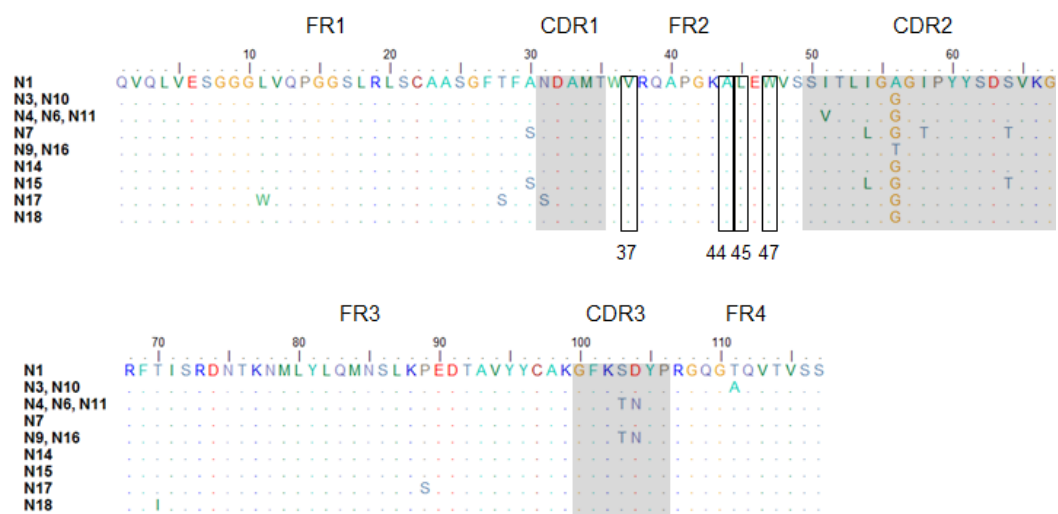 FR1 CDR1 FR2 CDR2
10 20 30 40 50 60
N1 QVQLVESGGGLVQPGGSLRLSCAASGFTFANDAMTWVRQAPGKALEWVSSITLIGAGIPYYSDSVKG
N3, N10 .......................................................G...........
N4, N6, N11 ..................................................V....G...........
N7 .............................S.......................L.G.T.....T...
N9, N16 .......................................................T...........
N14 .......................................................G...........
N15 .............................S.......................L.G.......T...
N17 ..........W................S..S........................G...........
N18 .......................................................G...........
37 44 45 47
FR3 CDR3 FR4
70 80 90 100 110
N1 RFTISRDNTKNMLYLQMNSLKPEDTAVYYCAKGFKSDYPRGQGTQVTVSS
N3, N10 ...........................................A......
N4, N6, N11 ...................................TN.............
N7 ..................................................
N9, N16 ...................................TN.............
N14 ..................................................
N15 ..................................................
N17 .....................S............................
N18 ..I...............................................